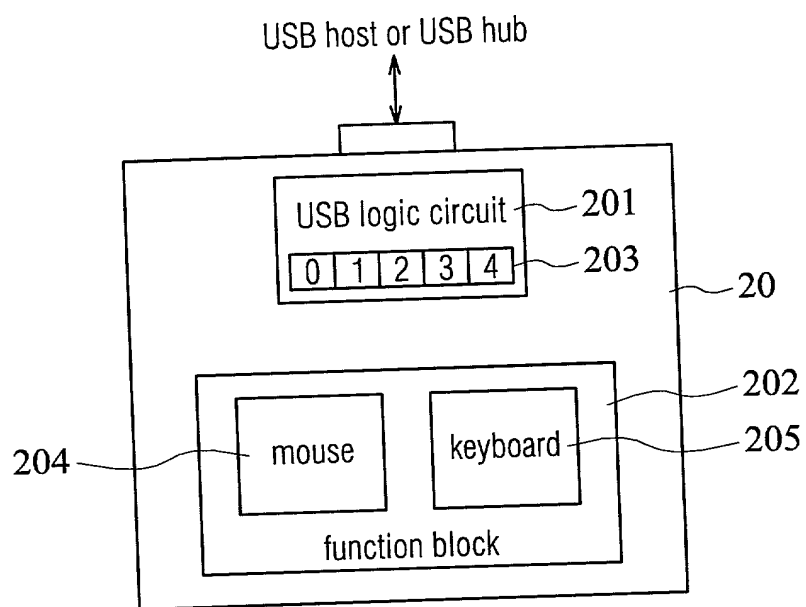 USB host or USB hub
USB logic circuit 201
0 1 2 3 4 203
20
202
mouse keyboard 205
204
function block